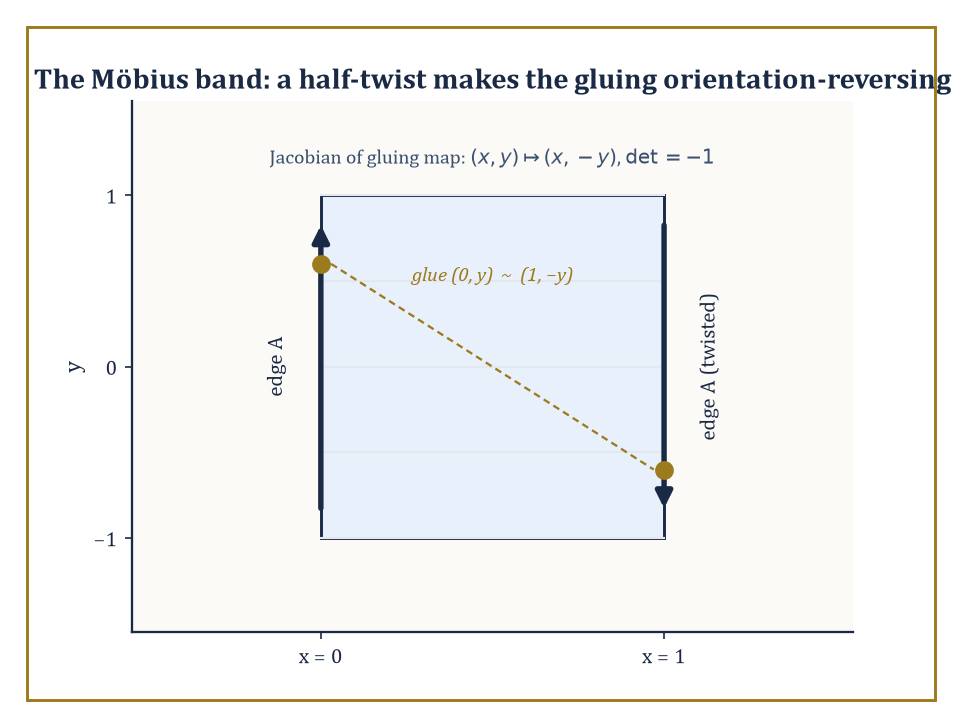 The Möbius band: a half-twist makes the gluing orientation-reversing
Jacobian of gluing map: (x, y) ↦ (x, −y), det = −1
1
glue (0, y) ~ (1, −y)
edge A
edge A (twisted)
y
0
−1
x = 0
x = 1